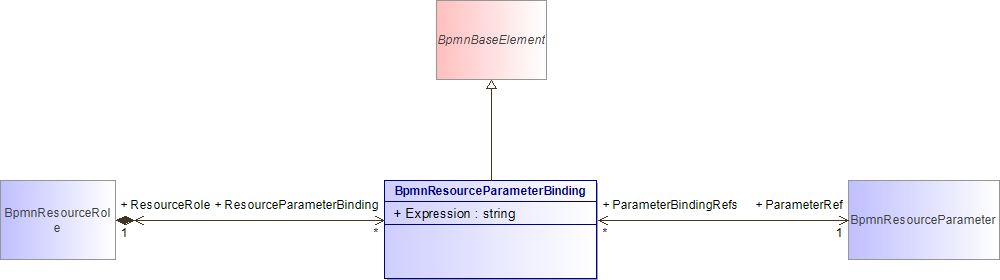 BpmnBaseElement
BpmnResourceParameterBinding
+ Expression : string
BpmnResourceRol
e
+ ResourceRole
+ ResourceParameterBinding
1
*
+ ParameterBindingRefs
+ ParameterRef
*
1
BpmnResourceParameter